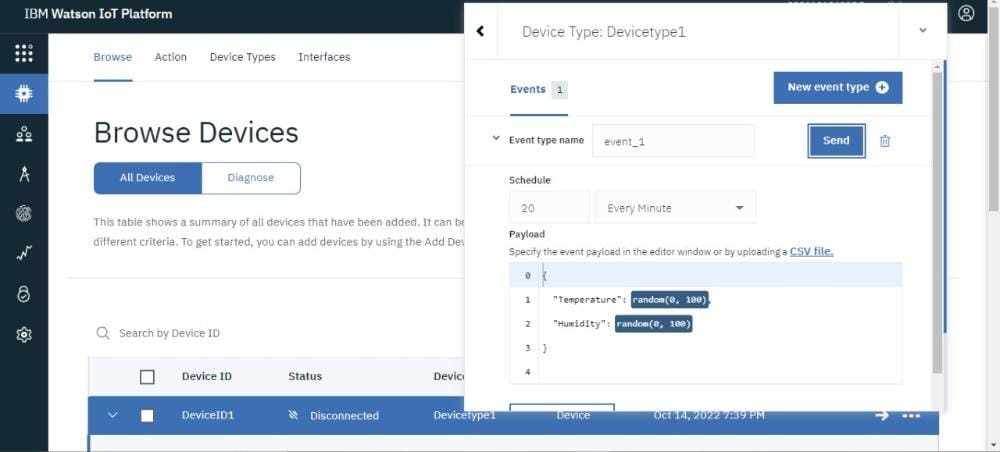 IBM Watson IoT Platform
Browse Action Device Types Interfaces
Browse Devices
All Devices Diagnose
This table shows a summary of all devices that have been added. It can be
different criteria. To get started, you can add devices by using the Add Dev
Search by Device ID
Device ID Status Device
DeviceID1 Disconnected Devicetype1 Device Oct 14, 2022 7:39 PM
Device Type: Devicetype1
Events 1 New event type
Event type name event_1 Send
Schedule
20 Every Minute
Payload
Specify the event payload in the editor window or by uploading a CSV file.
0 {
1 "Temperature": random(0, 100),
2 "Humidity": random(0, 100)
3 }
4